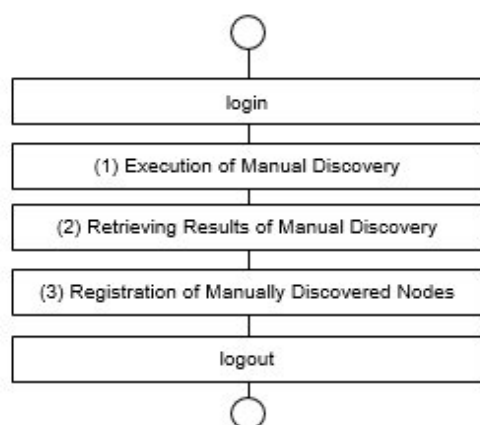 login
(1) Execution of Manual Discovery
(2) Retrieving Results of Manual Discovery
(3) Registration of Manually Discovered Nodes
logout